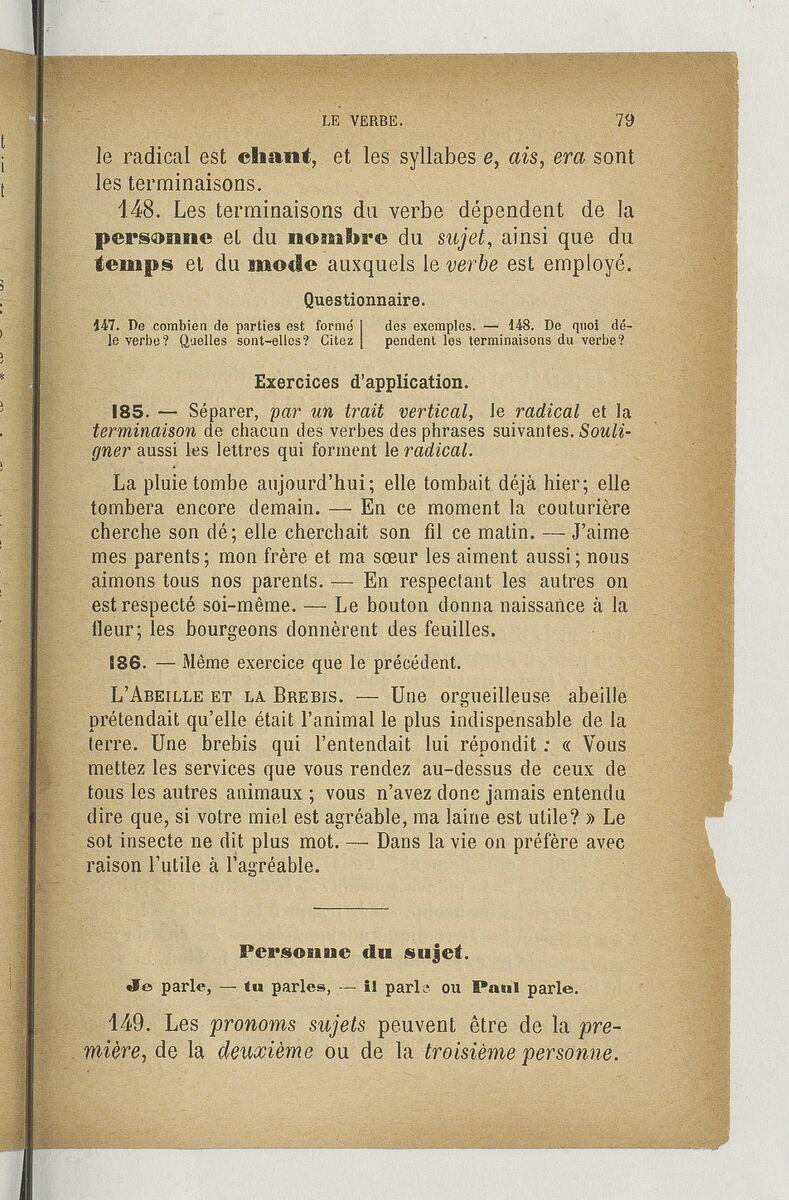 LE VERBE. 79
le radical est chant, et les syllabes e, ais, era sont
les terminaisons.
148. Les terminaisons du verbe dépendent de la
personne et du nombre du sujet, ainsi que du
temps et du mode auxquels le verbe est employé.
Questionnaire.
147. De combien de parties est formé
le verbe? Quelles sont-elles? Citez
des exemples. — 148. De quoi dé-
pendent les terminaisons du verbe?
Exercices d'application.
185. — Séparer, par un trait vertical, le radical et la
terminaison de chacun des verbes des phrases suivantes. Souli-
gner aussi les lettres qui forment le radical.
La pluie tombe aujourd'hui; elle tombait déjà hier; elle
tombera encore demain. — En ce moment la couturière
cherche son dé; elle cherchait son fil ce matin. — J'aime
mes parents; mon frère et ma sœur les aiment aussi; nous
aimons tous nos parents. — En respectant les autres on
est respecté soi-même. — Le bouton donna naissance à la
fleur; les bourgeons donnèrent des feuilles.
186. — Même exercice que le précédent.
L'ABEILLE ET LA BREBIS. — Une orgueilleuse abeille
prétendait qu'elle était l'animal le plus indispensable de la
terre. Une brebis qui l'entendait lui répondit : « Vous
mettez les services que vous rendez au-dessus de ceux de
tous les autres animaux ; vous n'avez donc jamais entendu
dire que, si votre miel est agréable, ma laine est utile? » Le
sot insecte ne dit plus mot. — Dans la vie on préfère avec
raison l'utile à l'agréable.
Personne du sujet.
Je parle, — tu parles, — il parle ou Paul parle.
149. Les pronoms sujets peuvent être de la pre-
mière, de la deuxième ou de la troisième personne.